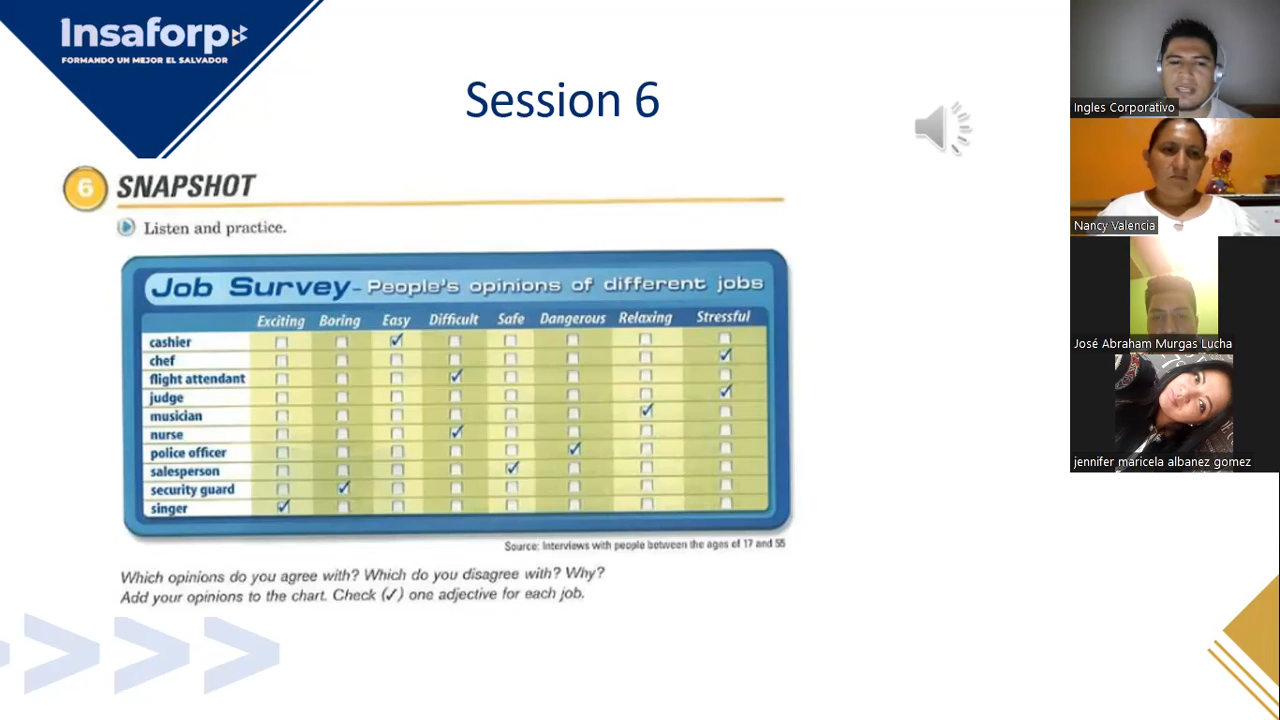 Insaforp
FORMANDO UN MEJOR EL SALVADOR
Session 6
6 SNAPSHOT
Listen and practice.
Job Survey – People's opinions of different jobs
Exciting Boring Easy Difficult Safe Dangerous Relaxing Stressful
cashier ✓
chef ✓
flight attendant ✓
judge ✓
musician ✓
nurse ✓
police officer ✓
salesperson ✓
security guard ✓
singer ✓
Source: Interviews with people between the ages of 17 and 55
Which opinions do you agree with? Which do you disagree with? Why?
Add your opinions to the chart. Check (✓) one adjective for each job.
Ingles Corporativo
Nancy Valencia
José Abraham Murgas Lucha
jennifer maricela albanez gomez